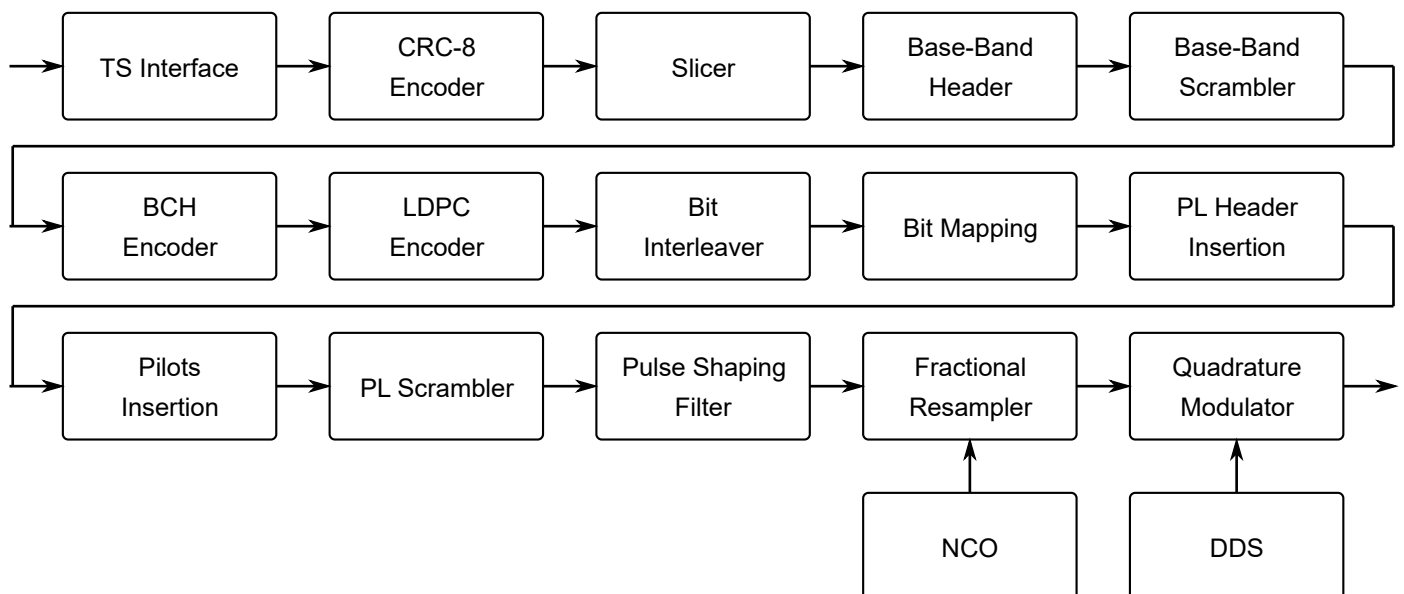 TS Interface
CRC-8
Encoder
Slicer
Base-Band
Header
Base-Band
Scrambler
BCH
Encoder
LDPC
Encoder
Bit
Interleaver
Bit Mapping
PL Header
Insertion
Pilots
Insertion
PL Scrambler
Pulse Shaping
Filter
Fractional
Resampler
Quadrature
Modulator
NCO
DDS